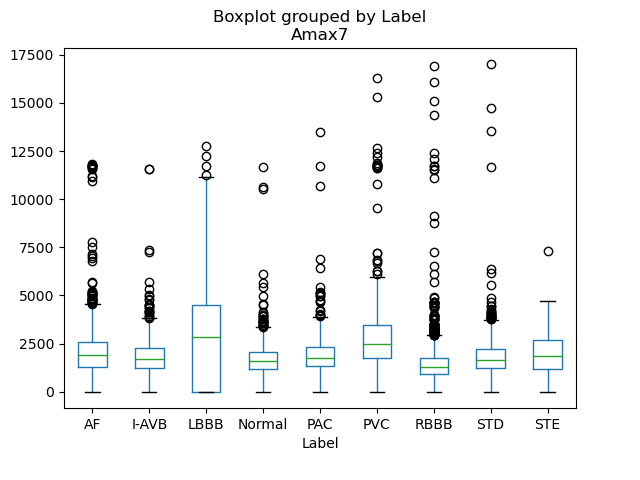 Boxplot grouped by Label
Amax7
17500
15000
12500
10000
7500
5000
2500
0
AF I-AVB LBBB Normal PAC PVC RBBB STD STE
Label